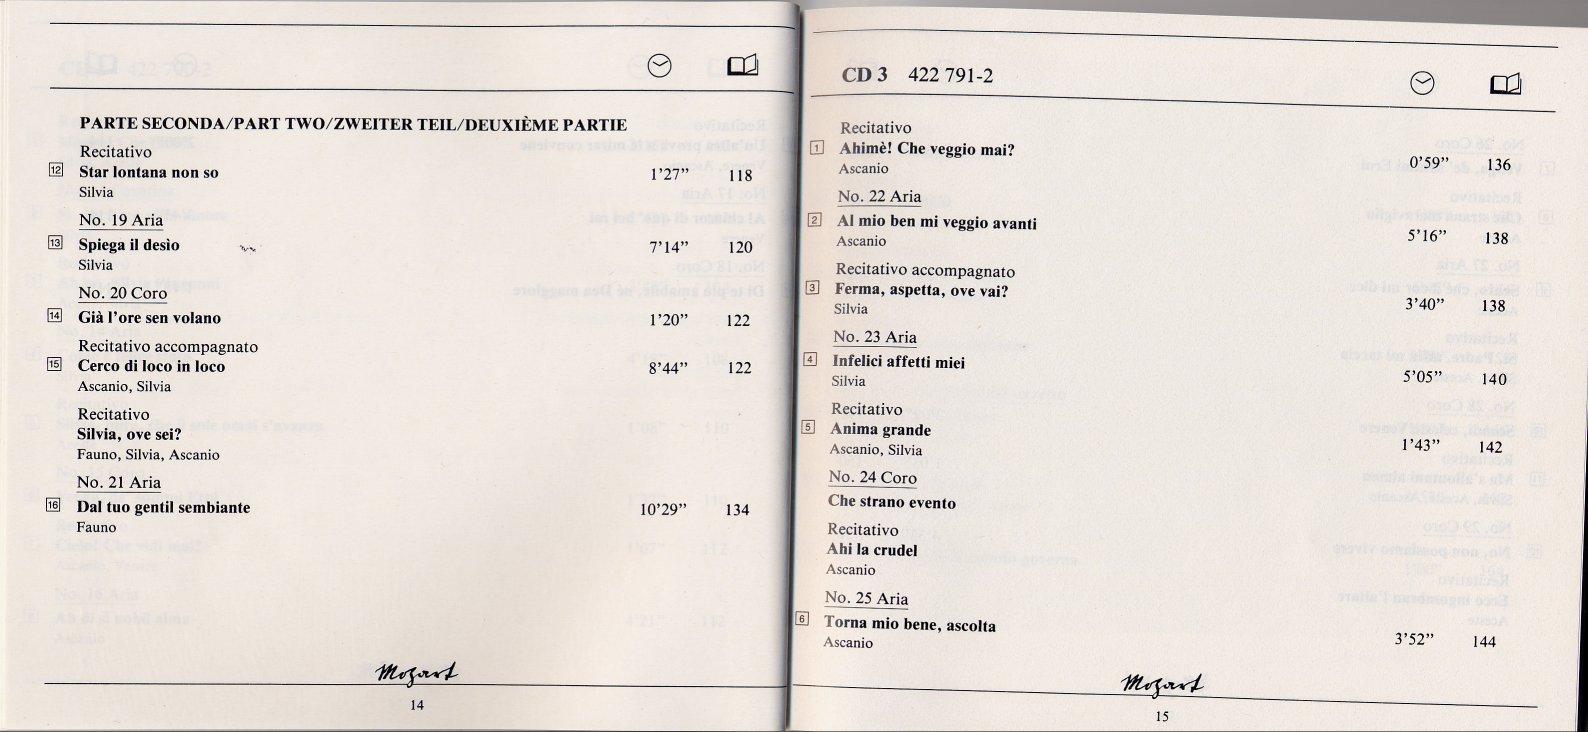 PARTE SECONDA/PART TWO/ZWEITER TEIL/DEUXIÈME PARTIE
Recitativo
12 Star lontana non so 1’27” 118
Silvia
No. 19 Aria
13 Spiega il desìo 7’14” 120
Silvia
No. 20 Coro
14 Già l’ore sen volano 1’20” 122
Recitativo accompagnato
15 Cerco di loco in loco 8’44” 122
Ascanio, Silvia
Recitativo
Silvia, ove sei?
Fauno, Silvia, Ascanio
No. 21 Aria
16 Dal tuo gentil sembiante 10’29” 134
Fauno
Mozart
14
CD 3 422 791-2
Recitativo
1 Ahimè! Che veggio mai? 0’59” 136
Ascanio
No. 22 Aria
2 Al mio ben mi veggio avanti 5’16” 138
Ascanio
Recitativo accompagnato
3 Ferma, aspetta, ove vai? 3’40” 138
Silvia
No. 23 Aria
4 Infelici affetti miei 5’05” 140
Silvia
Recitativo
5 Anima grande 1’43” 142
Ascanio, Silvia
No. 24 Coro
Che strano evento
Recitativo
Ahi la crudel
Ascanio
No. 25 Aria
6 Torna mio bene, ascolta 3’52” 144
Ascanio
Mozart
15